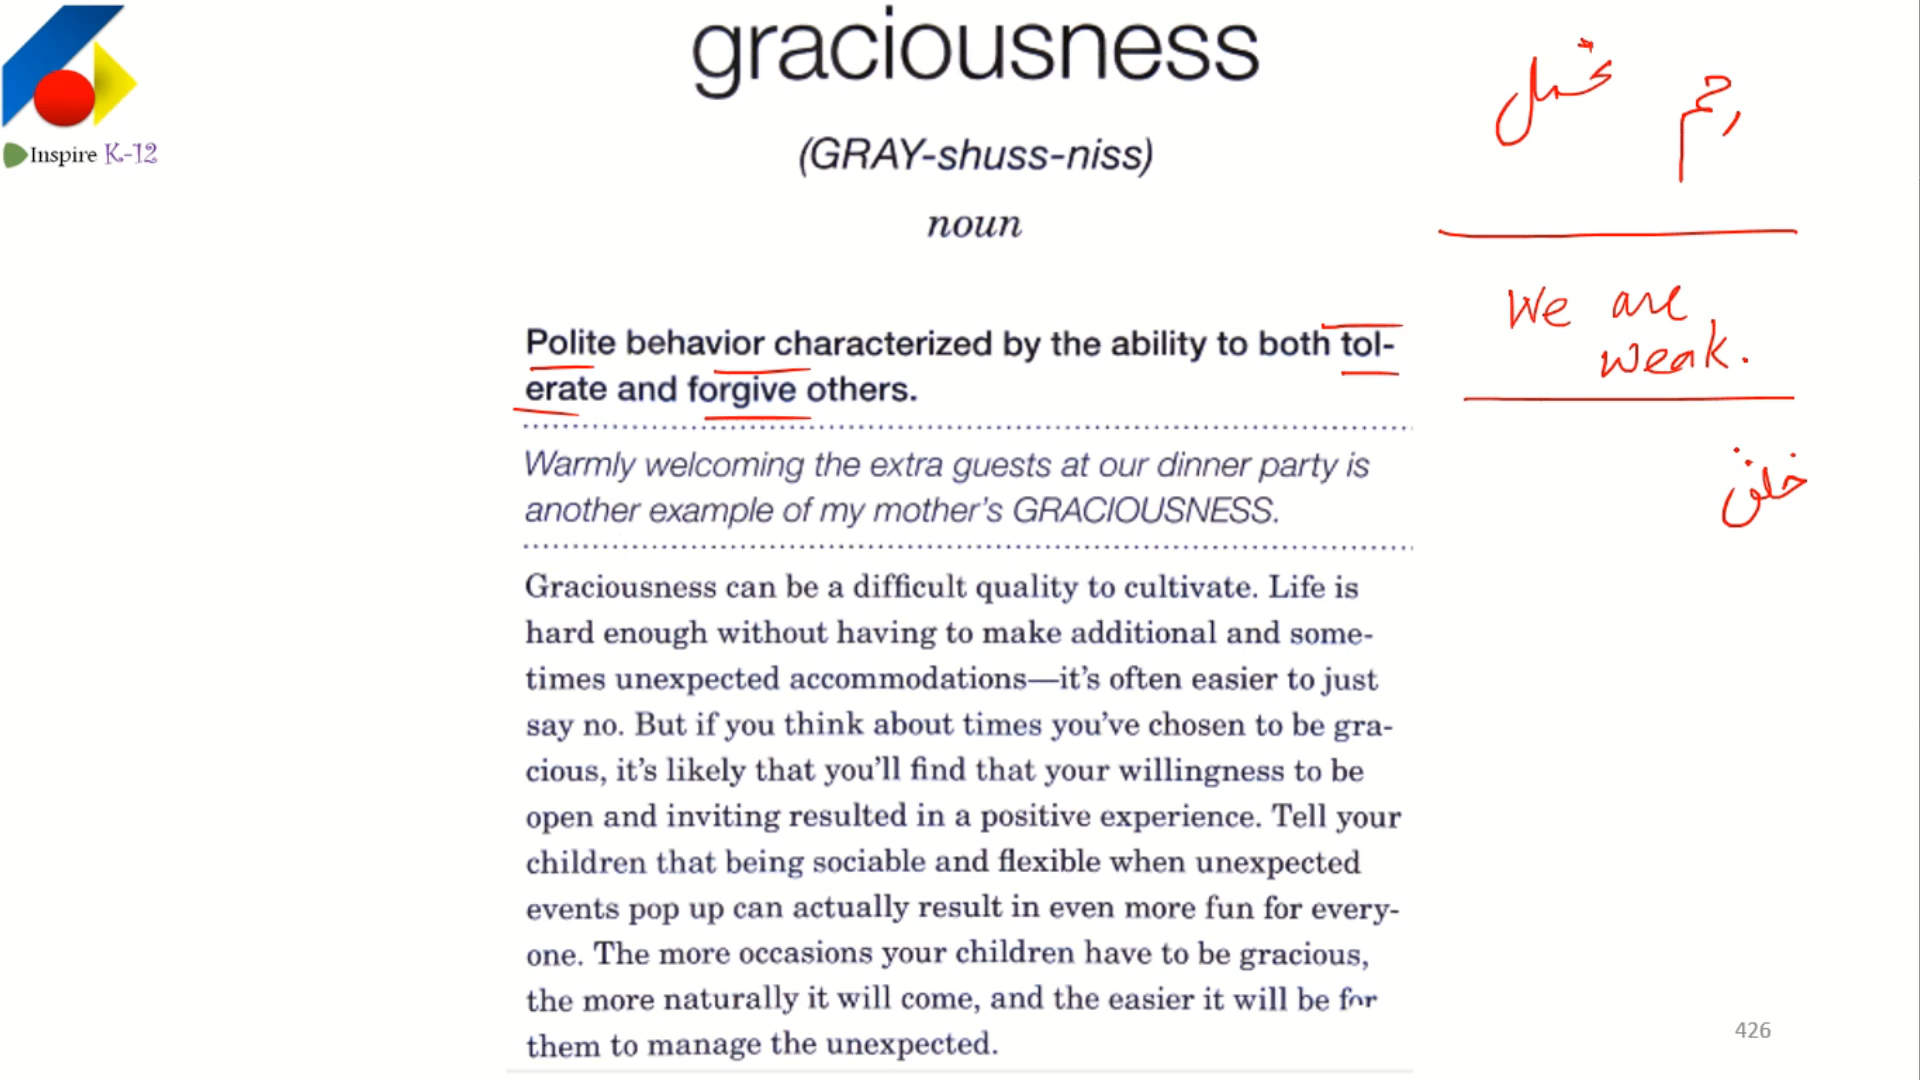 Inspire K-12
graciousness
(GRAY-shuss-niss)
noun
Polite behavior characterized by the ability to both tol-
erate and forgive others.
Warmly welcoming the extra guests at our dinner party is
another example of my mother's GRACIOUSNESS.
Graciousness can be a difficult quality to cultivate. Life is
hard enough without having to make additional and some-
times unexpected accommodations—it's often easier to just
say no. But if you think about times you've chosen to be gra-
cious, it's likely that you'll find that your willingness to be
open and inviting resulted in a positive experience. Tell your
children that being sociable and flexible when unexpected
events pop up can actually result in even more fun for every-
one. The more occasions your children have to be gracious,
the more naturally it will come, and the easier it will be for
them to manage the unexpected.
رحم تحمل
We are
weak.
خلق
426